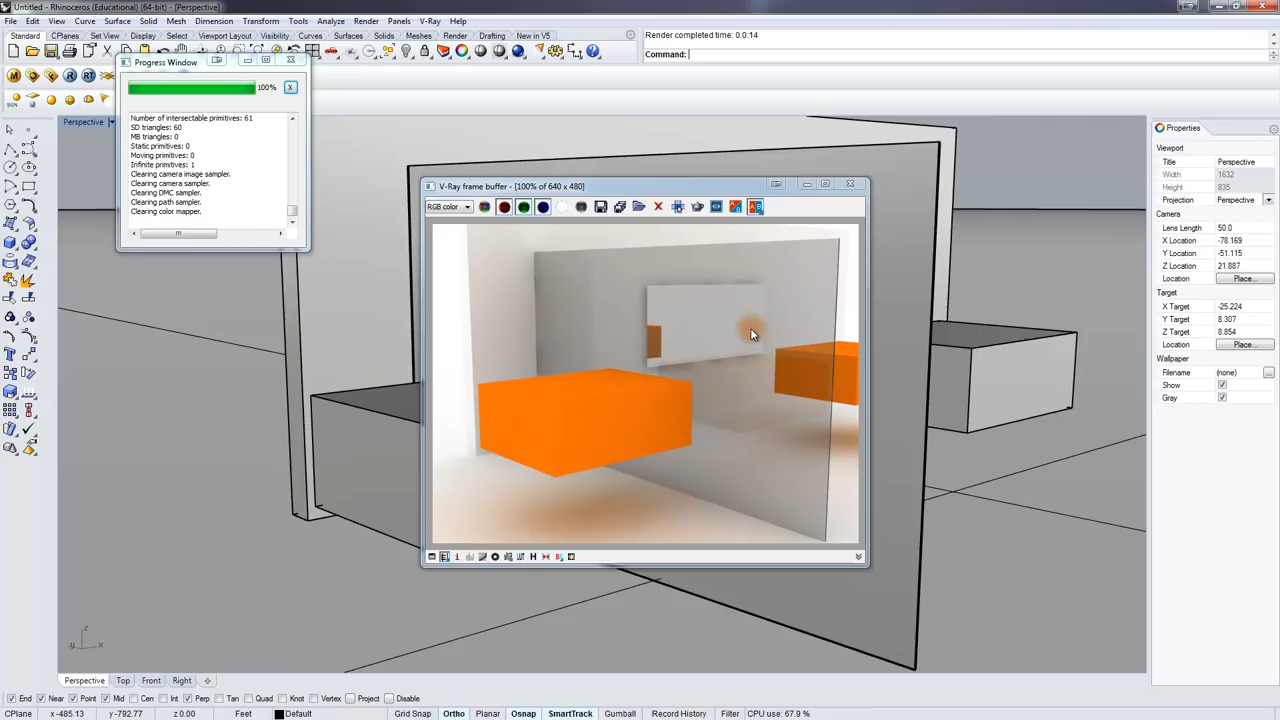 Untitled - Rhinoceros (Educational) (64-bit) - [Perspective]
File Edit View Curve Surface Solid Mesh Dimension Transform Tools Analyze Render Panels V-Ray Help
Render completed time: 0:0:14
Standard CPlanes Set View Display Select Viewport Layout Visibility Curves Surfaces Solids Meshes Render Drafting New in V5
Command:
Progress Window
M R RT
100% X
SUN
Number of intersectable primitives: 61
SD triangles: 60
MB triangles: 0
Static primitives: 0
Moving primitives: 0
Infinite primitives: 1
Clearing camera image sampler.
Clearing camera sampler.
Clearing DMC sampler.
Clearing path sampler.
Clearing color mapper.
Perspective
V-Ray frame buffer - [100% of 640 x 480]
RGB color
Properties
Viewport
Title Perspective
Width 1632
Height 835
Projection Perspective
Camera
Lens Length 50.0
X Location -78.169
Y Location -51.115
Z Location 21.887
Location Place...
Target
X Target -25.224
Y Target 8.307
Z Target 8.854
Location Place...
Wallpaper
Filename (none) ...
Show
Gray
z
y x
Perspective Top Front Right
End Near Point Mid Cen Int Perp Tan Quad Knot Vertex Project Disable
CPlane x -485.13 y -792.77 z 0.00 Feet Default Grid Snap Ortho Planar Osnap SmartTrack Gumball Record History Filter CPU use: 67.9 %